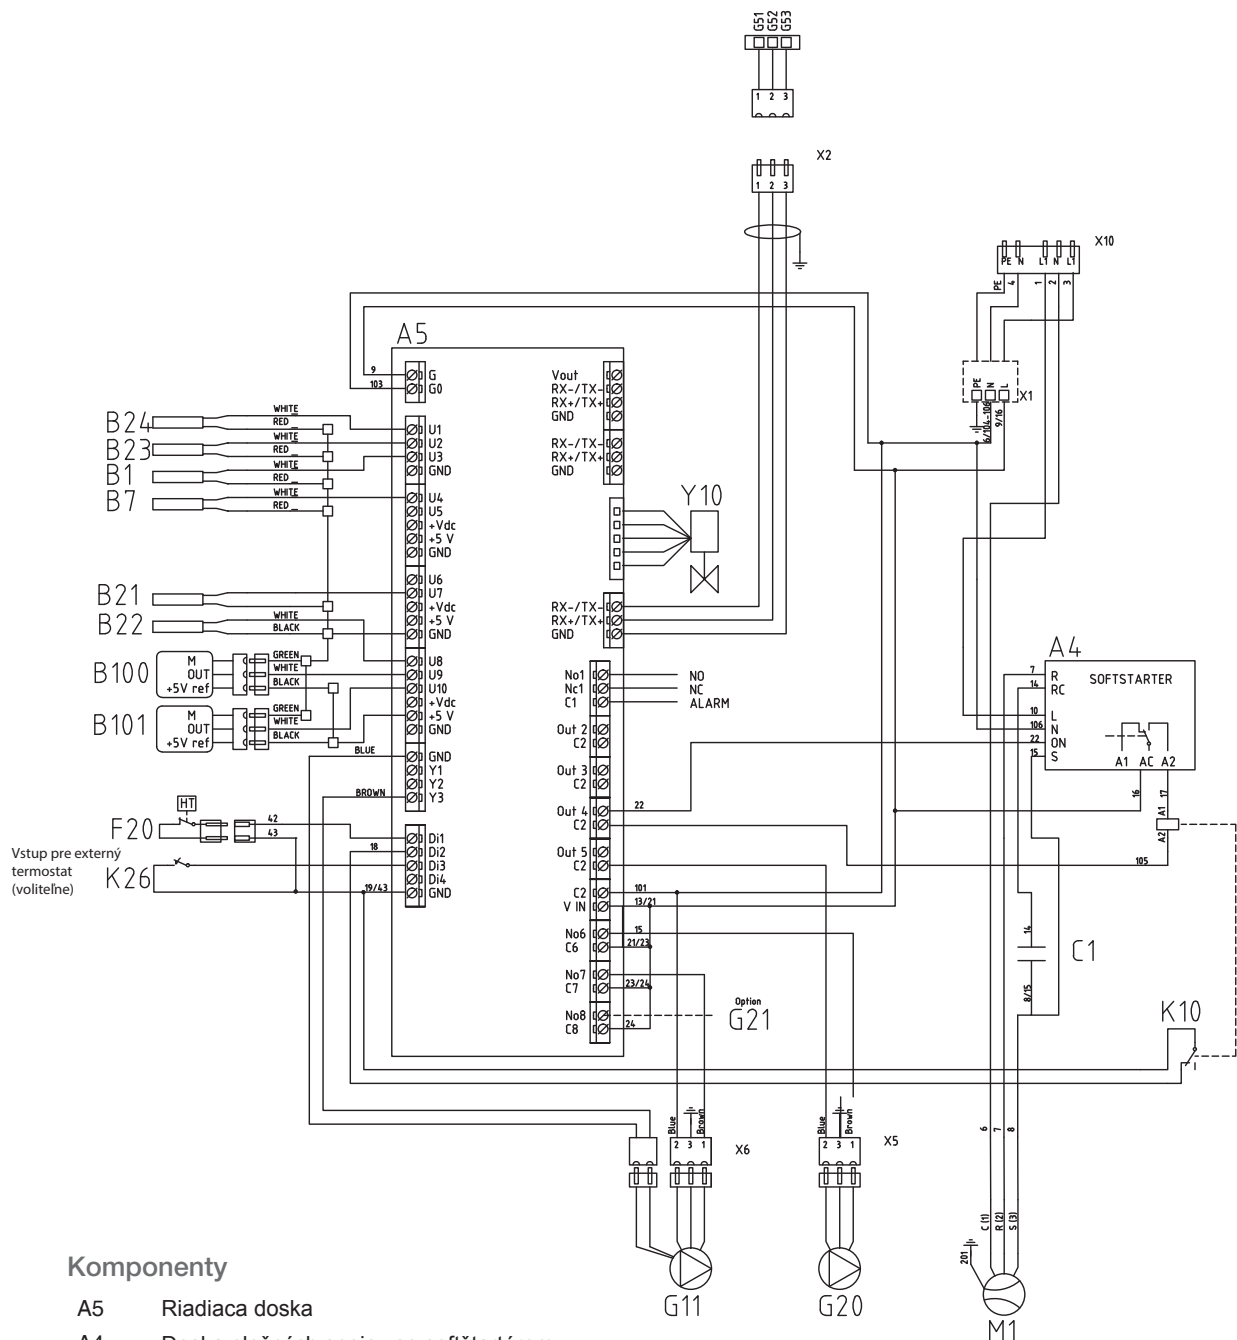 G51 G52 G53
1 2 3
X2
1 2 3
X10
PE N L1 N L1
PE 4 1 2 3
A5
PE N L
X1
6/104-106
9/16
9 G
103 G0
Vout
RX-/TX-
RX+/TX+
GND
B24 WHITE
RED
U1
B23 WHITE
RED
U2
RX-/TX-
B1 WHITE
RED
U3
RX+/TX+
GND
GND
B7 WHITE
RED
U4
U5
+Vdc
+5 V
GND
Y10
B21
U6
U7
+Vdc
RX-/TX-
B22 WHITE
BLACK
+5 V
RX+/TX+
GND
GND
A4
SOFTSTARTER
B100 M
OUT
+5V ref
GREEN
WHITE
BLACK
U8
U9
U10
+Vdc
No1 NO
Nc1 NC
C1 ALARM
7 R
14 RC
10 L
106 N
22 ON
15 S
A1 AC A2
B101 M
OUT
+5V ref
GREEN
WHITE
BLACK
+5 V
GND
Out 2
C2
BLUE
GND
Y1
Y2
BROWN Y3
Out 3
C2
16 17
A1
A2
HT
F20 42
43
Out 4 22
C2
105
Vstup pre externý
termostat
(voliteľne)
K26
18
19/43
Di1
Di2
Di3
Di4
GND
Out 5
C2
C2 101
V IN 13/21
No6 15
C6 21/23
No7
C7 23/24
No8
C8 24
Option
G21
14
C1
8/15
K10
Blue Brown
2 3 1
X6
Blue Brown
2 3 1
X5
6 7 8
C (1) R (2) S (3)
201
G11
G20
M1
Komponenty
A5 Riadiaca doska